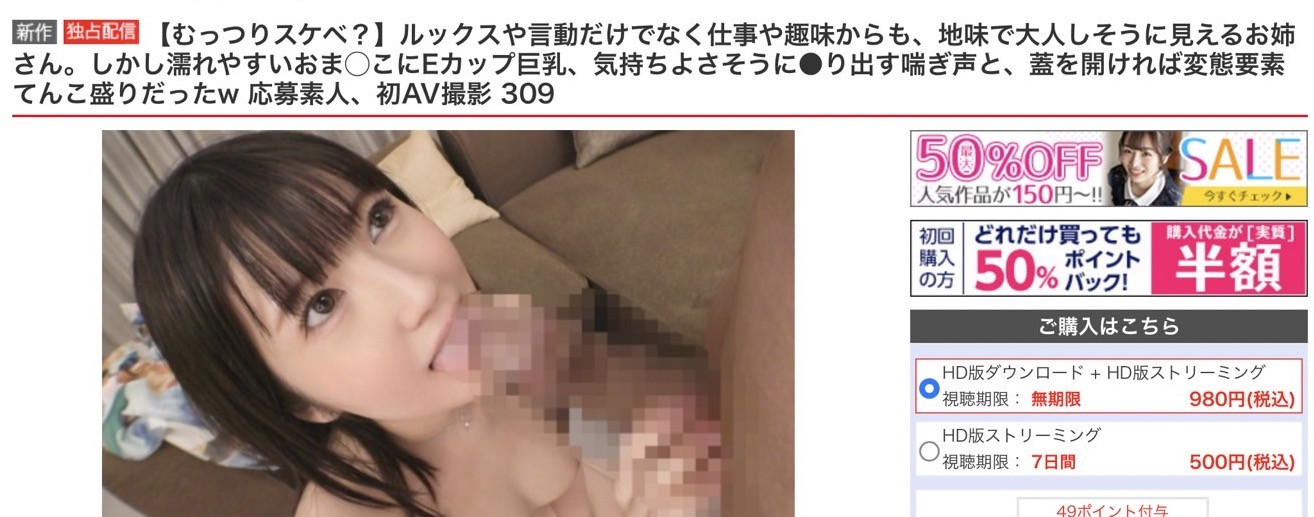 新作 独占配信 【むっつりスケベ？】ルックスや言動だけでなく仕事や趣味からも、地味で大人しそうに見えるお姉
さん。しかし濡れやすいおま◯こにEカップ巨乳、気持ちよさそうに●り出す喘ぎ声と、蓋を開ければ変態要素
てんこ盛りだったw 応募素人、初AV撮影 309
最大50%OFF
人気作品が150円〜!!
SALE
今すぐチェック▶
初回購入の方
どれだけ買っても
50%ポイントバック!
購入代金が[実質]
半額
ご購入はこちら
HD版ダウンロード + HD版ストリーミング
視聴期限： 無期限 980円(税込)
HD版ストリーミング
視聴期限： 7日間 500円(税込)
49ポイント付与